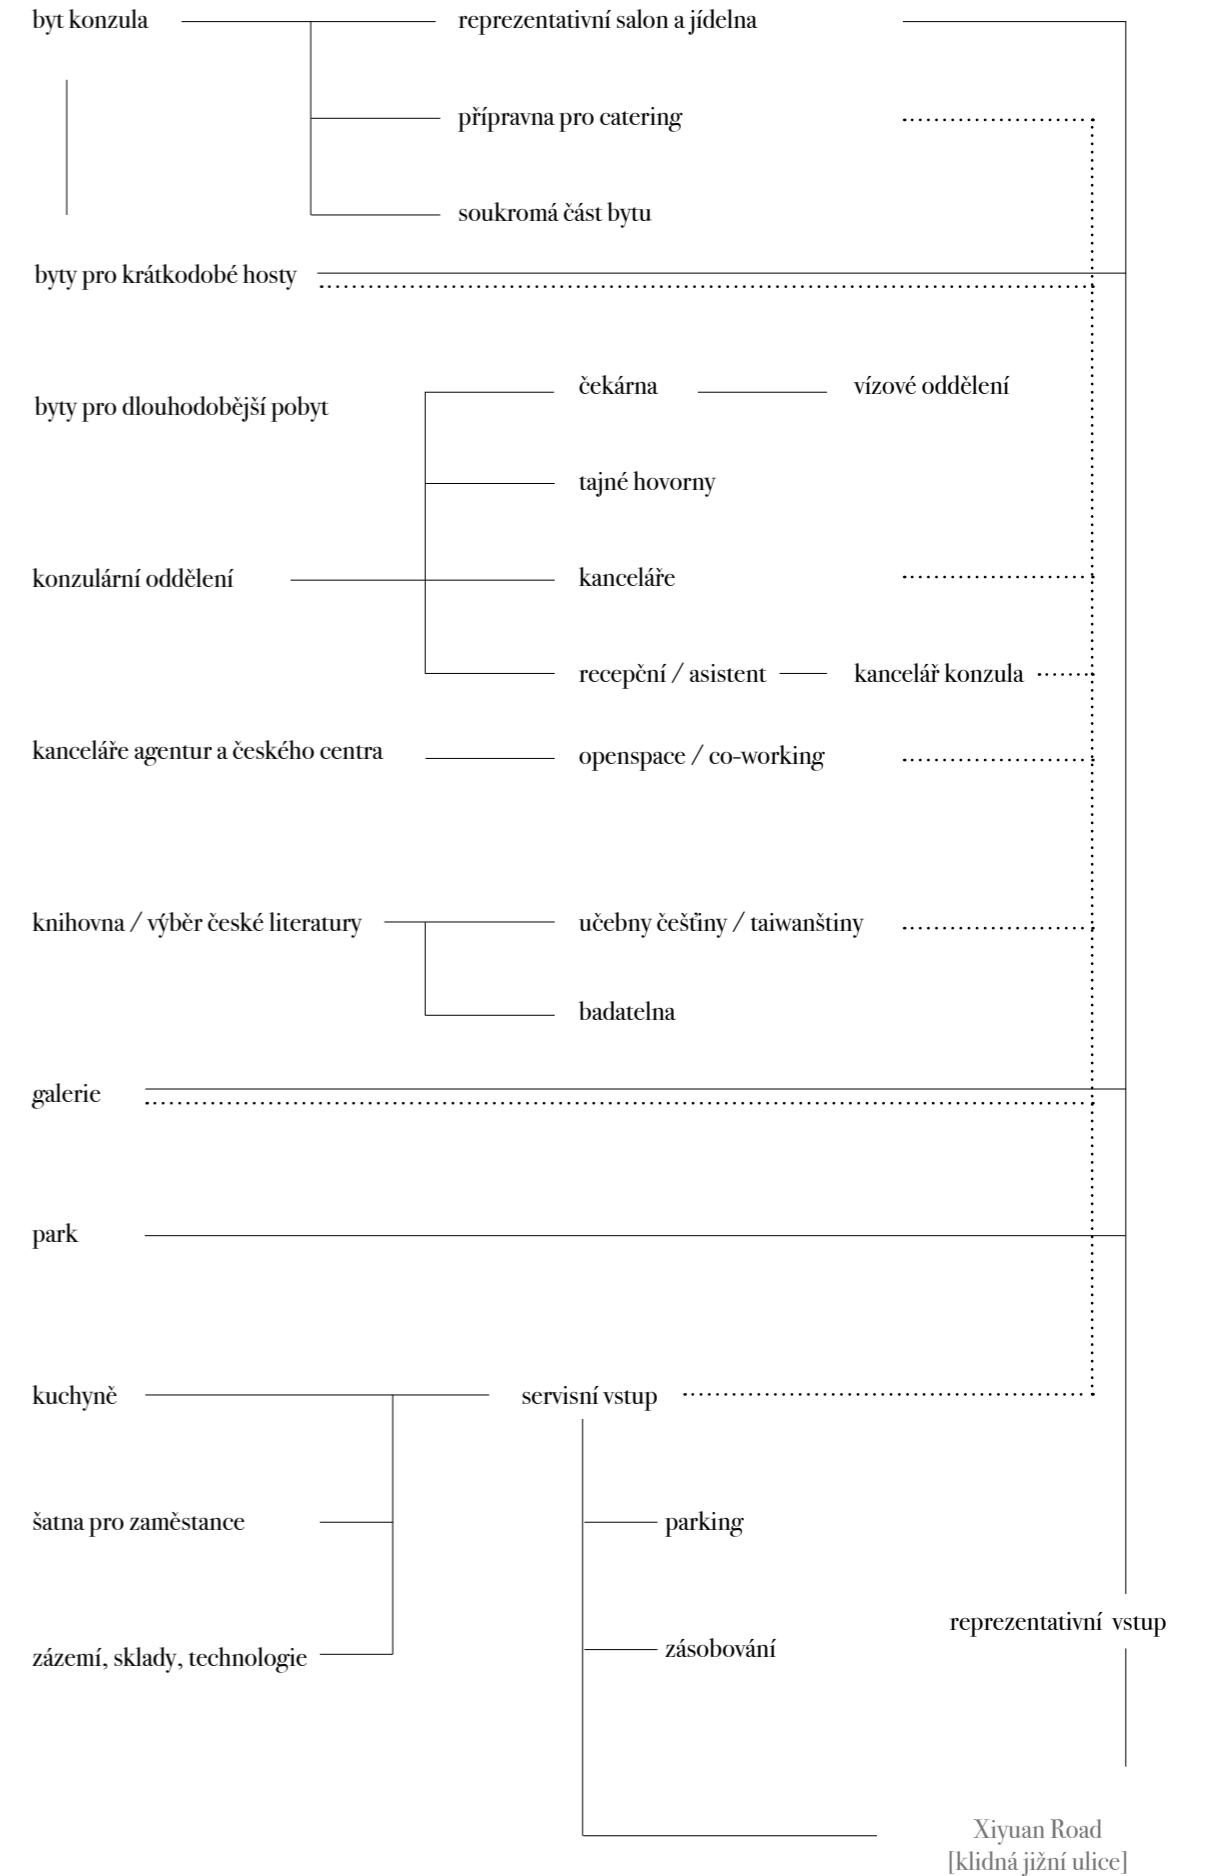 byt konzula
reprezentativní salon a jídelna
přípravna pro catering
soukromá část bytu
byty pro krátkodobé hosty
byty pro dlouhodobější pobyt
čekárna
vízové oddělení
tajné hovorny
konzulární oddělení
kanceláře
recepční / asistent
kancelář konzula
kanceláře agentur a českého centra
openspace / co-working
knihovna / výběr české literatury
učebny češťiny / taiwanštiny
badatelna
galerie
park
kuchyně
servisní vstup
šatna pro zaměstance
parking
reprezentativní vstup
zásobování
zázemí, sklady, technologie
Xiyuan Road
[klidná jižní ulice]